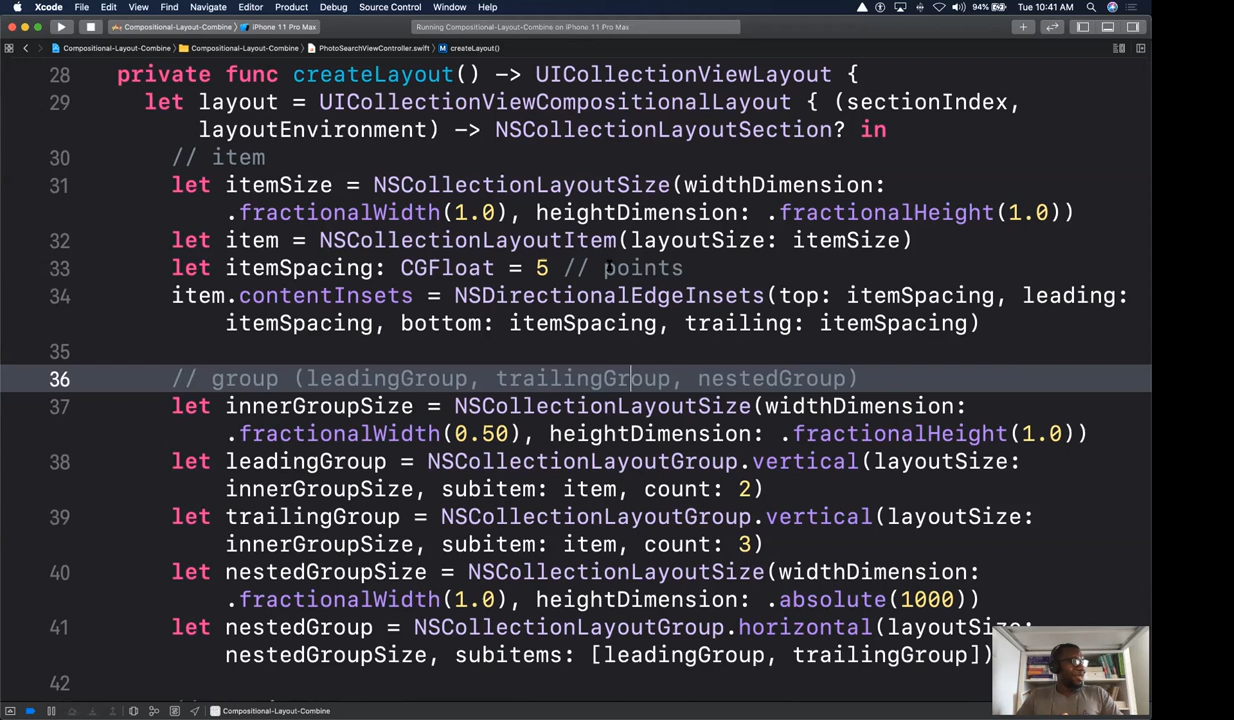 Xcode File Edit View Find Navigate Editor Product Debug Source Control Window Help 94% Tue 10:41 AM
Compositional-Layout-Combine iPhone 11 Pro Max Running Compositional-Layout-Combine on iPhone 11 Pro Max
Compositional-Layout-Combine Compositional-Layout-Combine PhotoSearchViewController.swift M createLayout()
28 private func createLayout() -> UICollectionViewLayout {
29 let layout = UICollectionViewCompositionalLayout { (sectionIndex,
layoutEnvironment) -> NSCollectionLayoutSection? in
30 // item
31 let itemSize = NSCollectionLayoutSize(widthDimension:
.fractionalWidth(1.0), heightDimension: .fractionalHeight(1.0))
32 let item = NSCollectionLayoutItem(layoutSize: itemSize)
33 let itemSpacing: CGFloat = 5 // points
34 item.contentInsets = NSDirectionalEdgeInsets(top: itemSpacing, leading:
itemSpacing, bottom: itemSpacing, trailing: itemSpacing)
35
36 // group (leadingGroup, trailingGroup, nestedGroup)
37 let innerGroupSize = NSCollectionLayoutSize(widthDimension:
.fractionalWidth(0.50), heightDimension: .fractionalHeight(1.0))
38 let leadingGroup = NSCollectionLayoutGroup.vertical(layoutSize:
innerGroupSize, subitem: item, count: 2)
39 let trailingGroup = NSCollectionLayoutGroup.vertical(layoutSize:
innerGroupSize, subitem: item, count: 3)
40 let nestedGroupSize = NSCollectionLayoutSize(widthDimension:
.fractionalWidth(1.0), heightDimension: .absolute(1000))
41 let nestedGroup = NSCollectionLayoutGroup.horizontal(layoutSize:
nestedGroupSize, subitems: [leadingGroup, trailingGroup])
42
Compositional-Layout-Combine